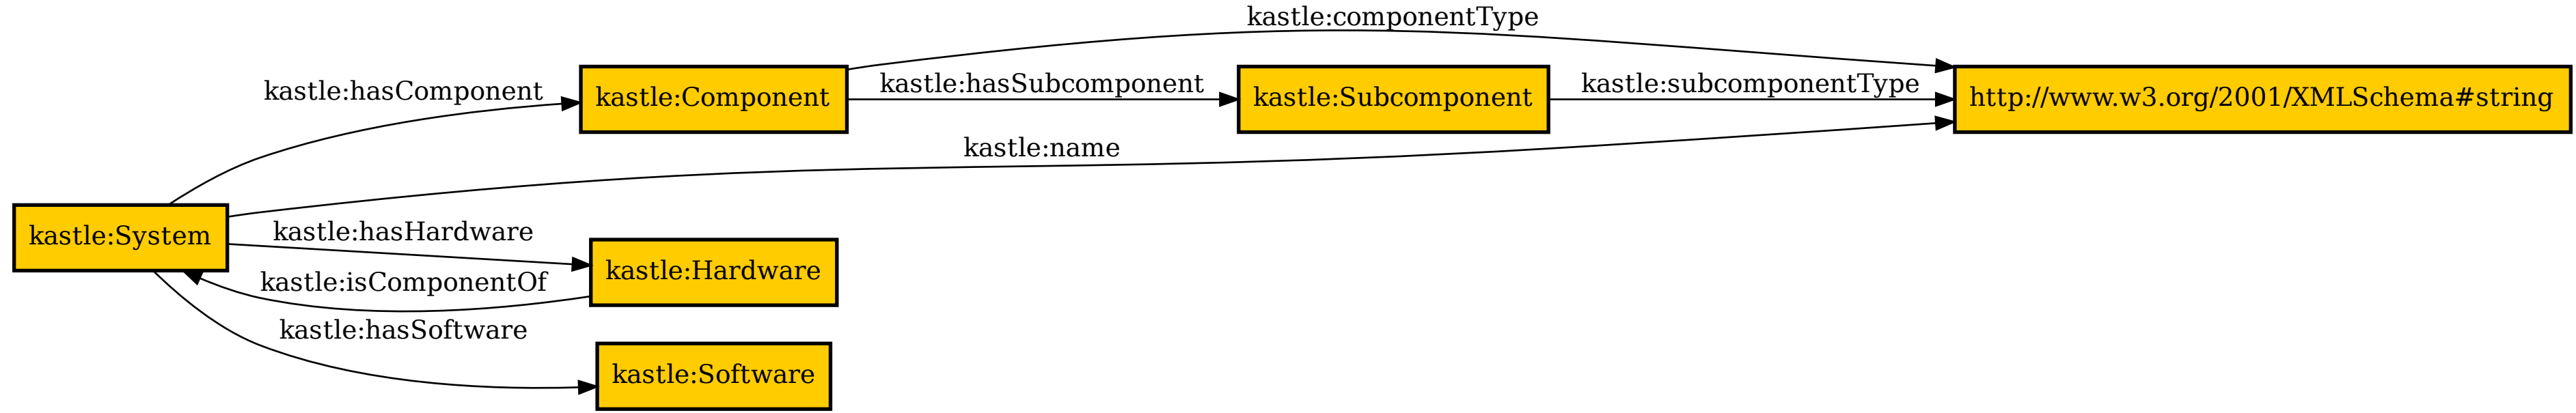 kastle:componentType
kastle:hasComponent
kastle:hasSubcomponent
kastle:subcomponentType
kastle:Component
kastle:Subcomponent
http://www.w3.org/2001/XMLSchema#string
kastle:name
kastle:System
kastle:hasHardware
kastle:Hardware
kastle:isComponentOf
kastle:hasSoftware
kastle:Software